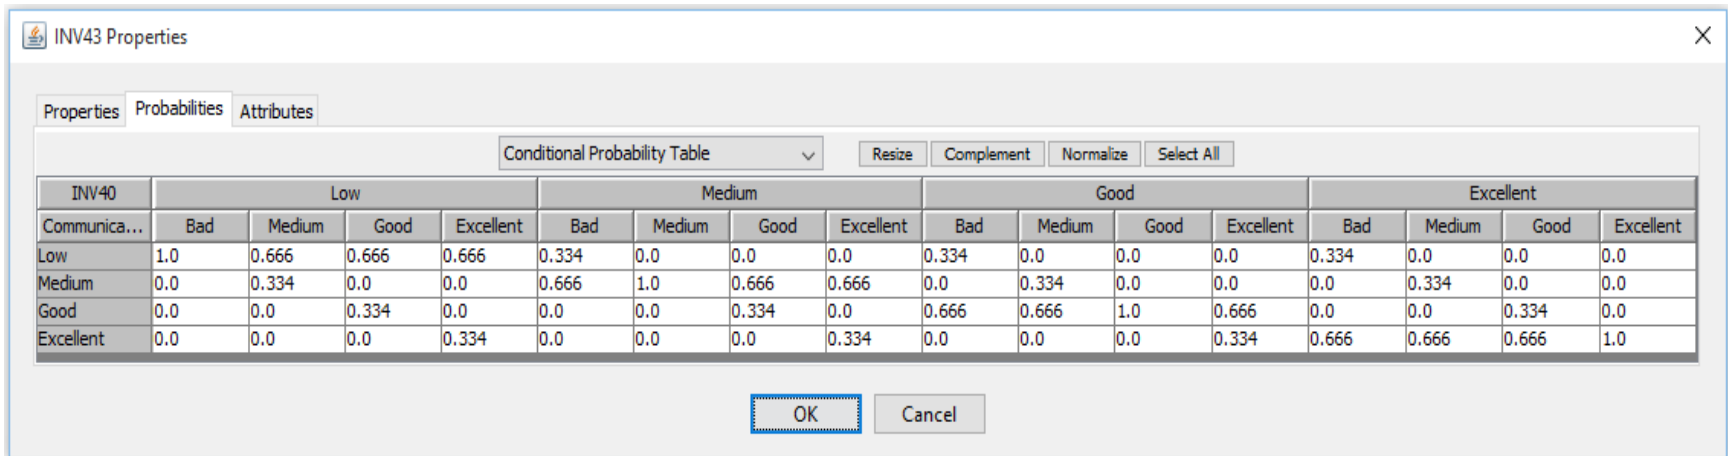 INV43 Properties
Properties Probabilities Attributes
Conditional Probability Table Resize Complement Normalize Select All
INV40 Low Medium Good Excellent
Communica... Bad Medium Good Excellent Bad Medium Good Excellent Bad Medium Good Excellent Bad Medium Good Excellent
Low 1.0 0.666 0.666 0.666 0.334 0.0 0.0 0.0 0.334 0.0 0.0 0.0 0.334 0.0 0.0 0.0
Medium 0.0 0.334 0.0 0.0 0.666 1.0 0.666 0.666 0.0 0.334 0.0 0.0 0.0 0.334 0.0 0.0
Good 0.0 0.0 0.334 0.0 0.0 0.0 0.334 0.0 0.666 0.666 1.0 0.666 0.0 0.0 0.334 0.0
Excellent 0.0 0.0 0.0 0.334 0.0 0.0 0.0 0.334 0.0 0.0 0.0 0.334 0.666 0.666 0.666 1.0
OK Cancel